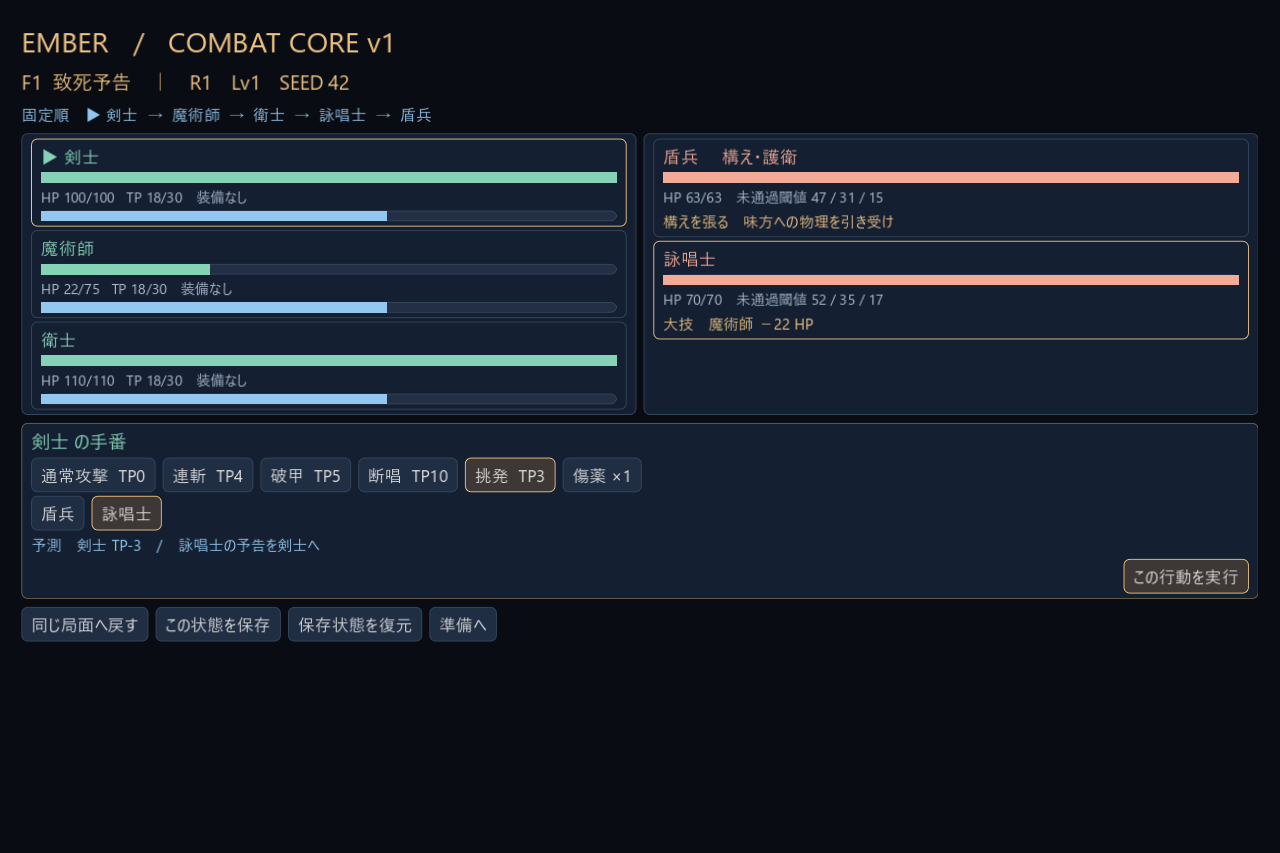 EMBER / COMBAT CORE v1
F1 致死予告 | R1 Lv1 SEED 42
固定順 ▶ 剣士 → 魔術師 → 衛士 → 詠唱士 → 盾兵
▶ 剣士
HP 100/100 TP 18/30 装備なし
魔術師
HP 22/75 TP 18/30 装備なし
衛士
HP 110/110 TP 18/30 装備なし
盾兵 構え・護衛
HP 63/63 未通過閾値 47 / 31 / 15
構えを張る 味方への物理を引き受け
詠唱士
HP 70/70 未通過閾値 52 / 35 / 17
大技 魔術師 −22 HP
剣士 の手番
通常攻撃 TP0 連斬 TP4 破甲 TP5 断唱 TP10 挑発 TP3 傷薬 ×1
盾兵 詠唱士
予測 剣士 TP-3 / 詠唱士の予告を剣士へ
この行動を実行
同じ局面へ戻す この状態を保存 保存状態を復元 準備へ